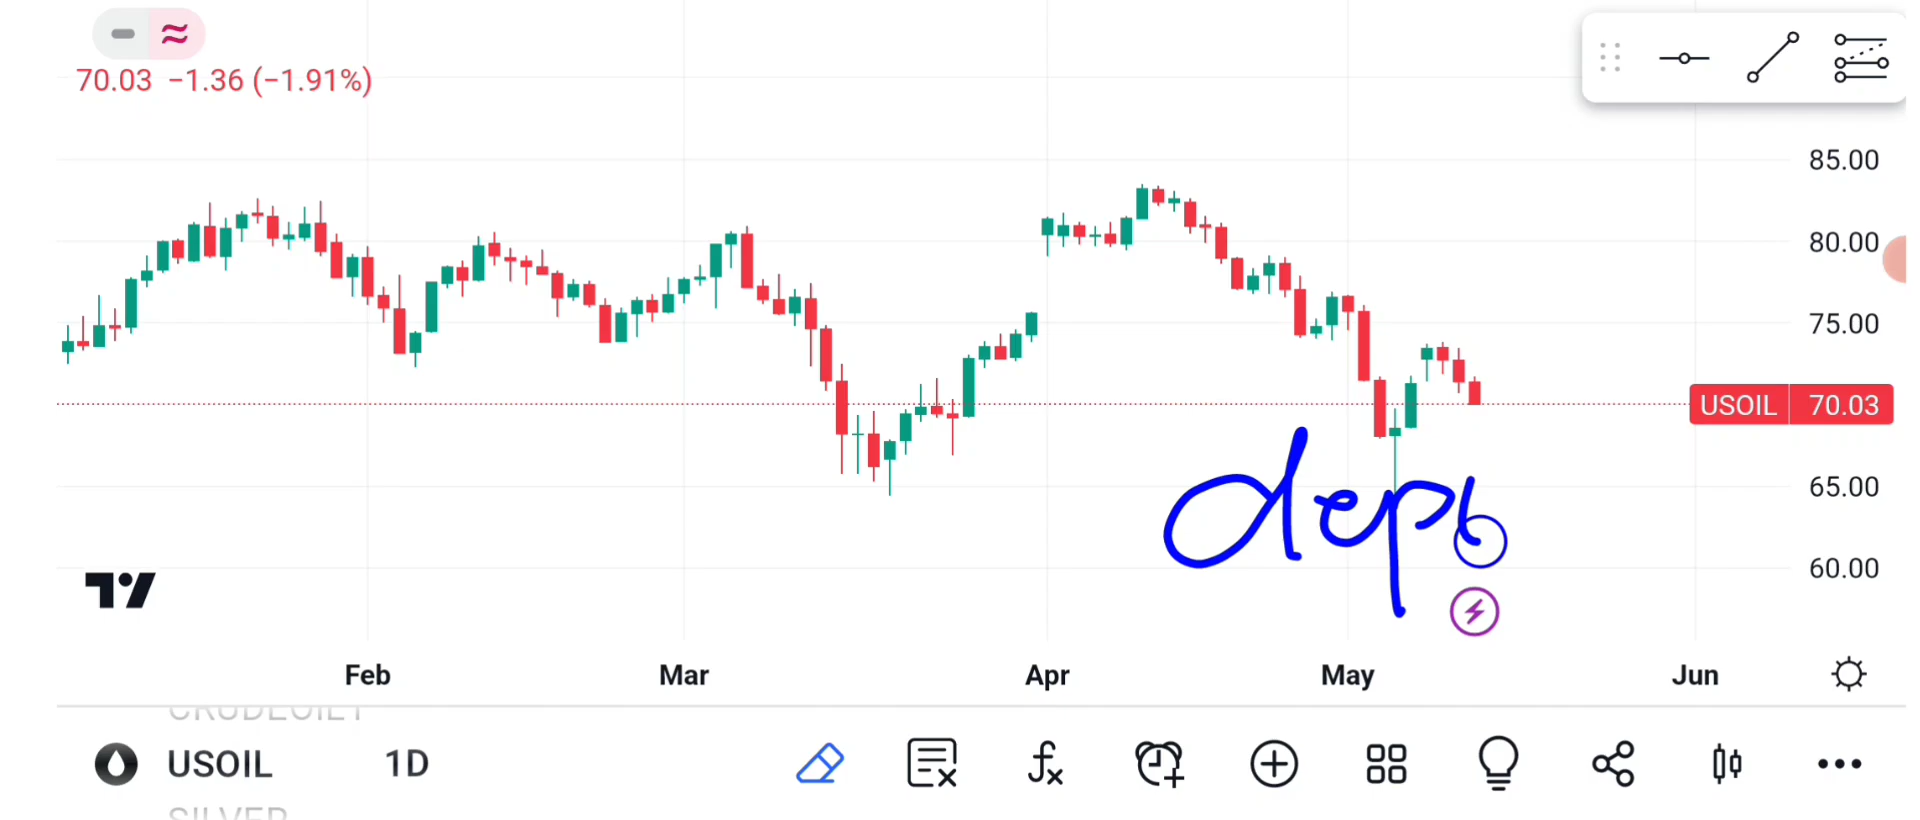 70.03 −1.36 (−1.91%)
85.00
80.00
75.00
USOIL 70.03
65.00
60.00
Feb Mar Apr May Jun
USOIL 1D
SILVER